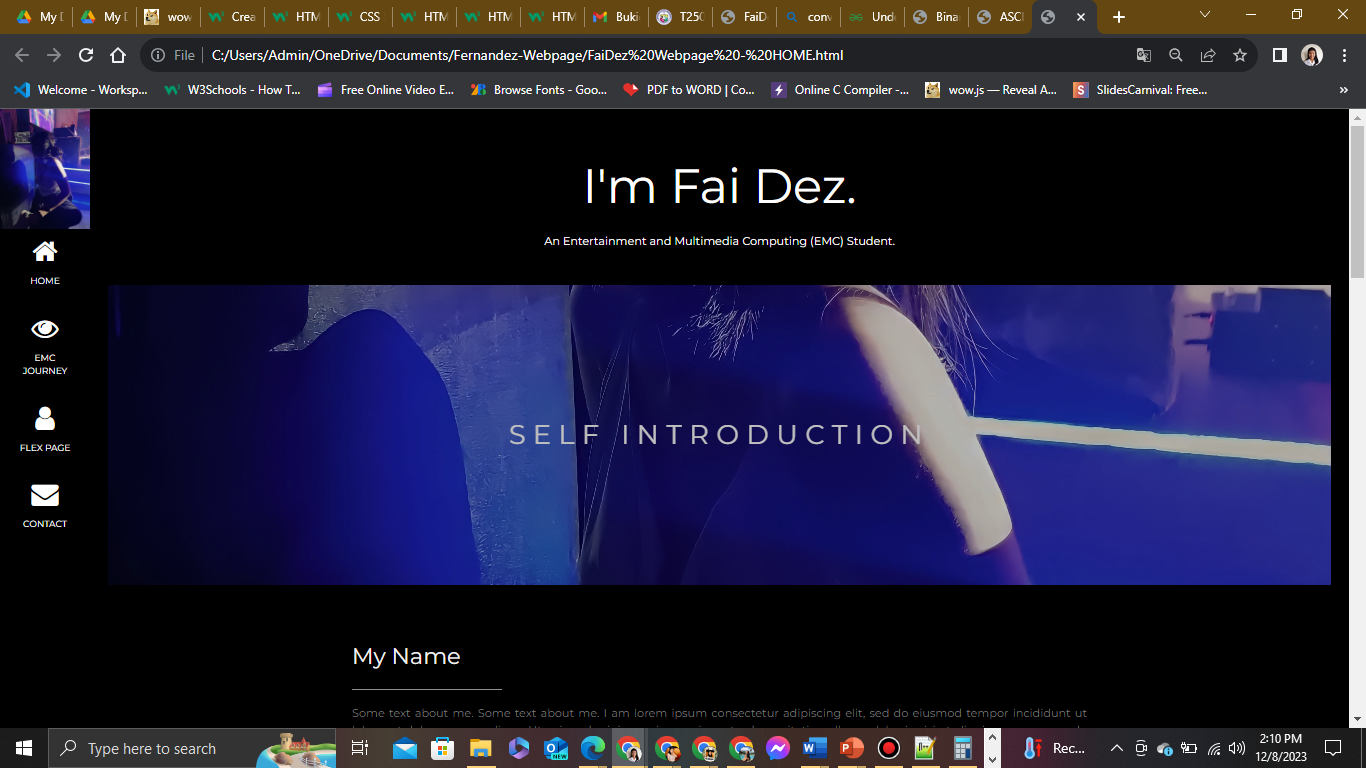 My D
My D
wow
Crea
HTM
CSS
HTM
HTM
HTM
Buki
T250
FaiD
conv
Unde
Bina
ASCI
File
C:/Users/Admin/OneDrive/Documents/Fernandez-Webpage/FaiDez%20Webpage%20-%20HOME.html
Welcome - Worksp...
W3Schools - How T...
Free Online Video E...
Browse Fonts - Goo...
PDF to WORD | Co...
Online C Compiler -...
wow.js — Reveal A...
SlidesCarnival: Free...
»
I'm Fai Dez.
An Entertainment and Multimedia Computing (EMC) Student.
HOME
EMC
JOURNEY
FLEX PAGE
CONTACT
SELF INTRODUCTION
My Name
Some text about me. Some text about me. I am lorem ipsum consectetur adipiscing elit, sed do eiusmod tempor incididunt ut
Type here to search
NEW
Rec...
2:10 PM
12/8/2023